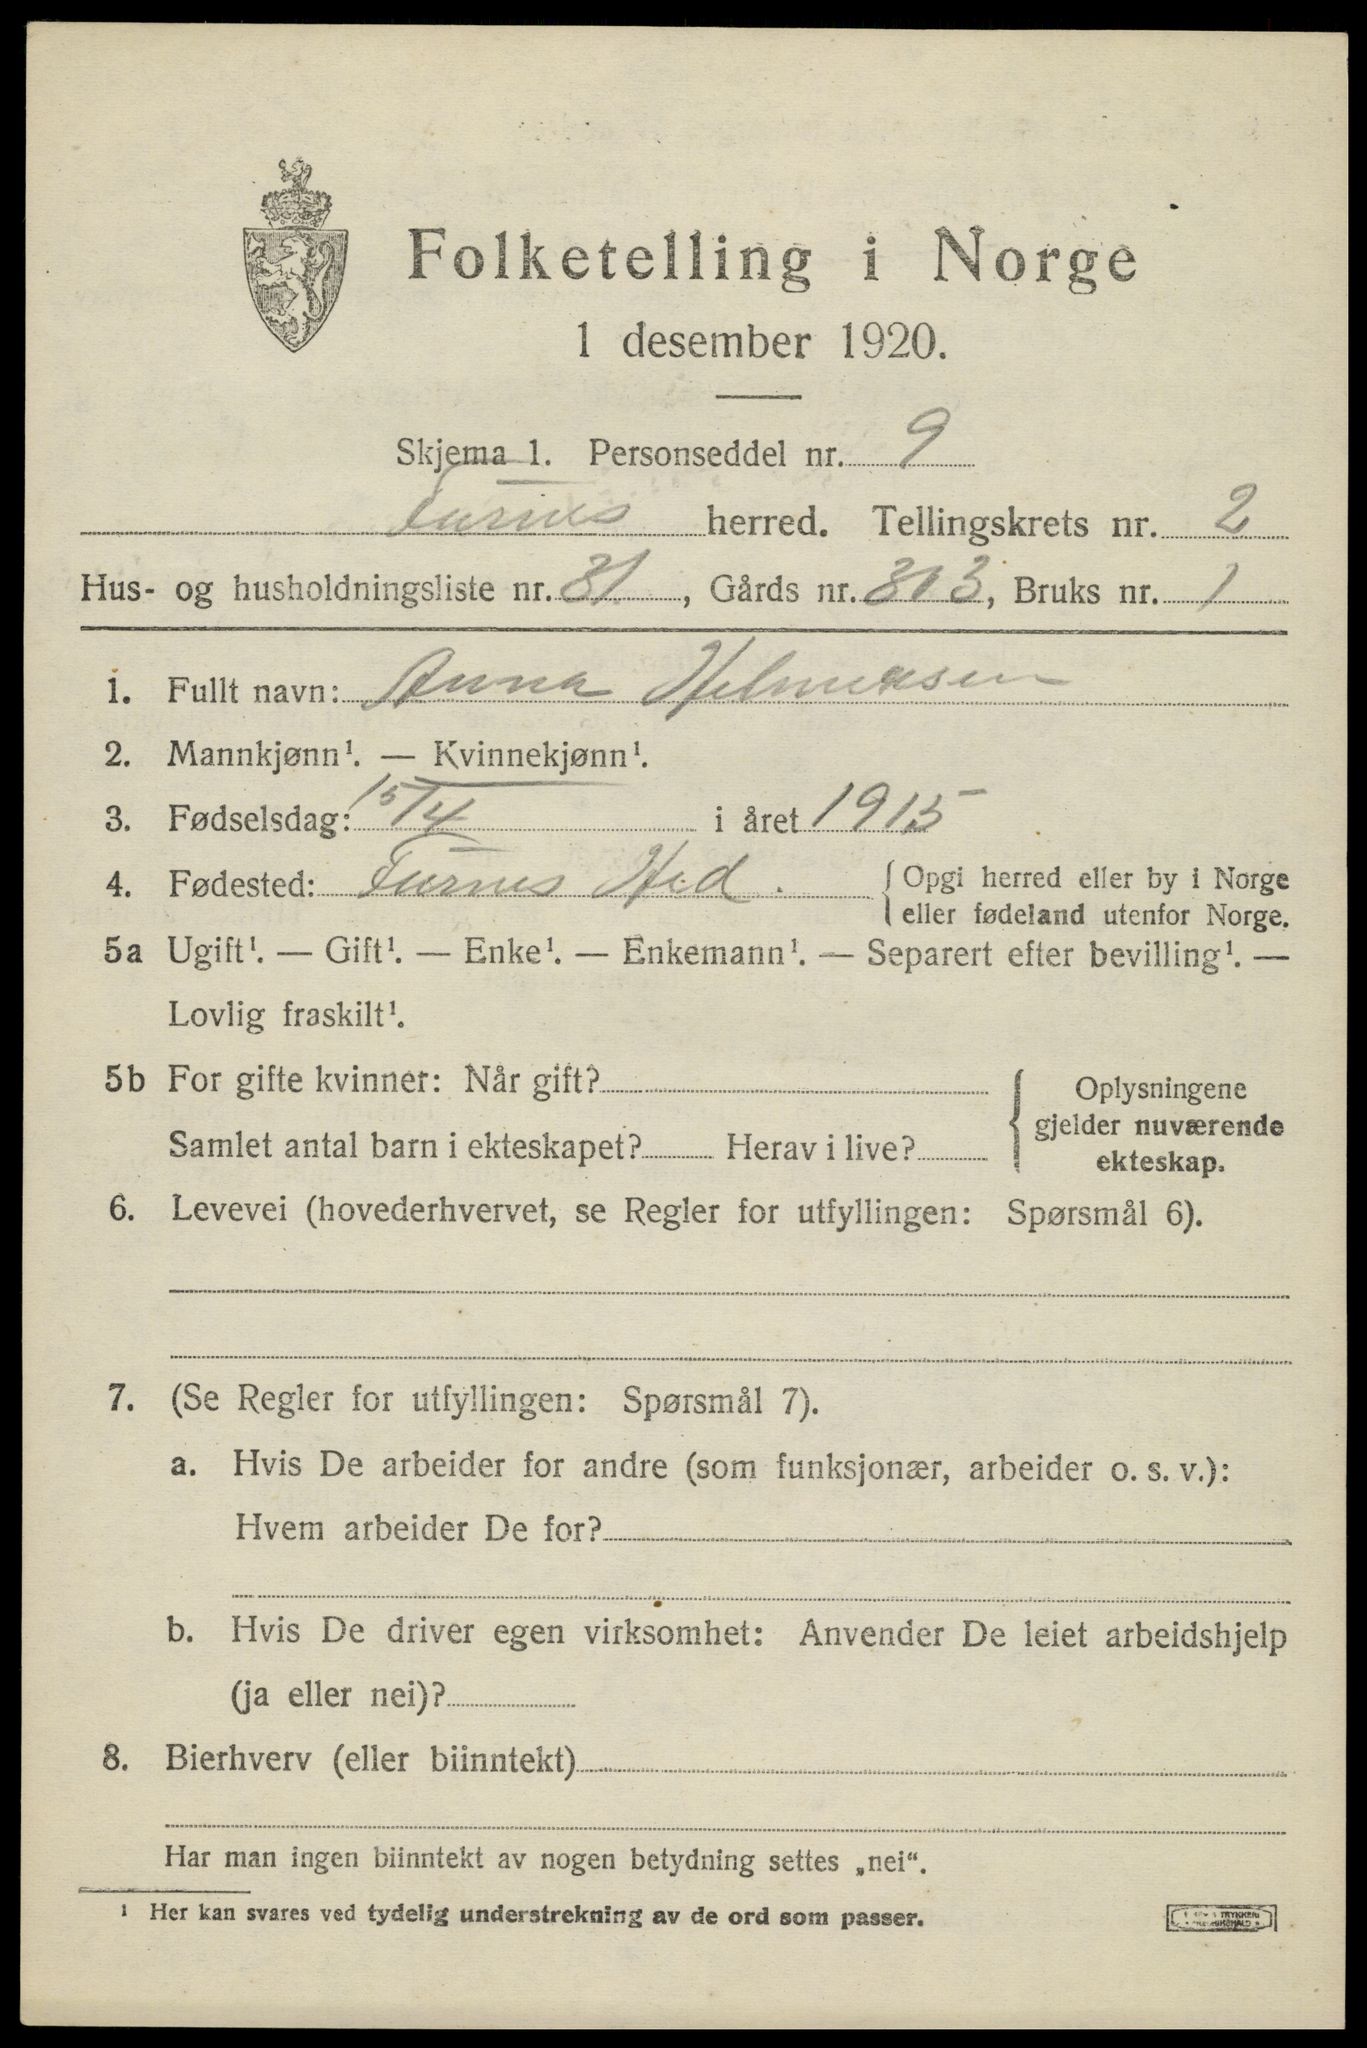 Folketelling i Norge
1 desember 1920.
Skjema 1. Personseddel nr. 9
Furnes herred. Tellingskrets nr. 2
Hus- og husholdningsliste nr. 31, Gårds nr. 313, Bruks nr. 1
1. Fullt navn: Anna Helmersen
2. Mannkjønn¹. — Kvinnekjønn¹.
3. Fødselsdag: 15/4 i året 1915
4. Fødested: Furnes Hed. { Opgi herred eller by i Norge
eller fødeland utenfor Norge.
5a Ugift¹. — Gift¹. — Enke¹. — Enkemann¹. — Separert efter bevilling¹. —
Lovlig fraskilt¹.
5b For gifte kvinner: Når gift?
Samlet antal barn i ekteskapet? Herav i live?
{ Oplysningene
gjelder nuværende
ekteskap.
6. Levevei (hovederhvervet, se Regler for utfyllingen: Spørsmål 6).
7. (Se Regler for utfyllingen: Spørsmål 7).
a. Hvis De arbeider for andre (som funksjonær, arbeider o. s. v.):
Hvem arbeider De for?
b. Hvis De driver egen virksomhet: Anvender De leiet arbeidshjelp
(ja eller nei)?
8. Bierhverv (eller biinntekt)
Har man ingen biinntekt av nogen betydning settes „nei“.
¹ Her kan svares ved tydelig understrekning av de ord som passer.